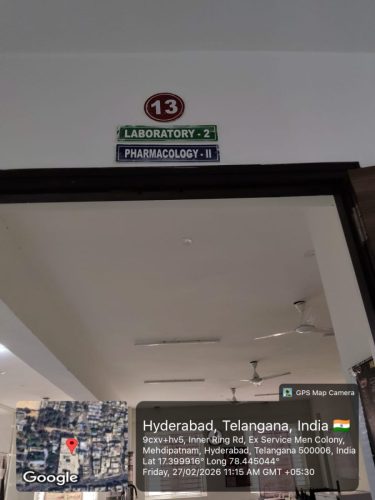 13
LABORATORY - 2
PHARMACOLOGY - II
GPS Map Camera
Hyderabad, Telangana, India
9cxv+hv5, Inner Ring Rd, Ex Service Men Colony,
Mehdipatnam, Hyderabad, Telangana 500006, India
Lat 17.399916° Long 78.445044°
Friday, 27/02/2026 11:15 AM GMT +05:30
Google